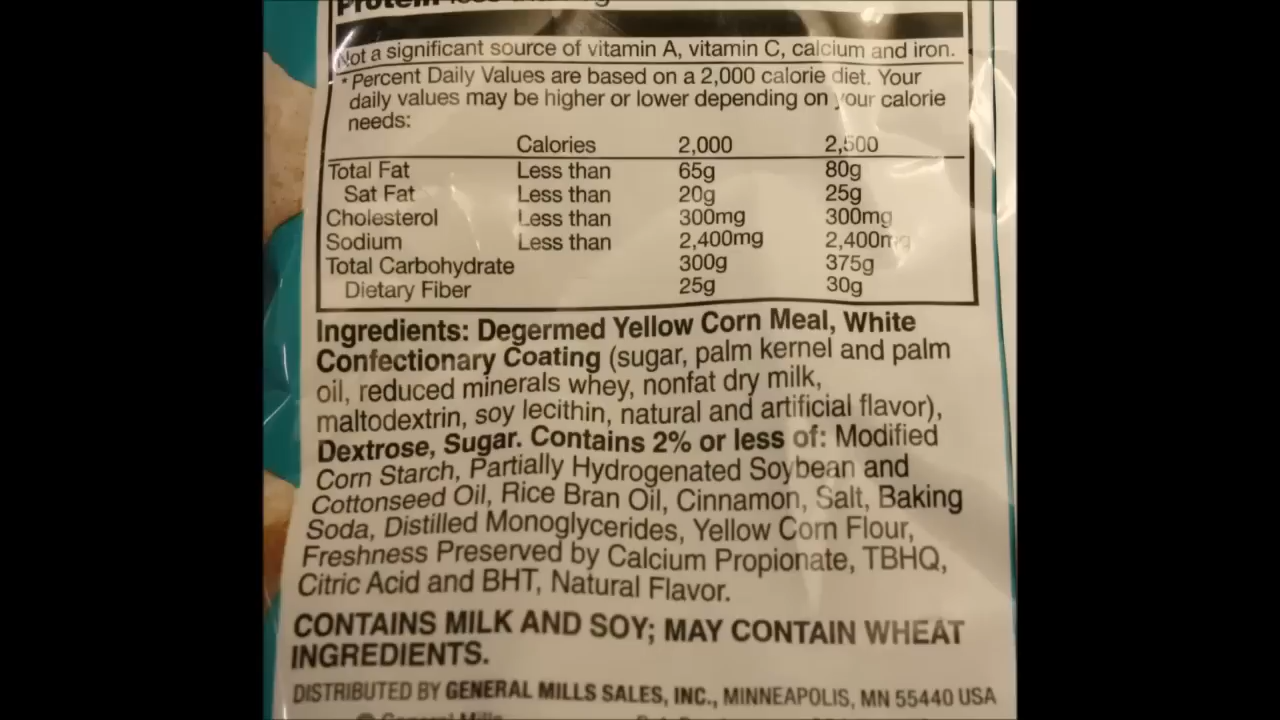 Protein
Not a significant source of vitamin A, vitamin C, calcium and iron.
* Percent Daily Values are based on a 2,000 calorie diet. Your
daily values may be higher or lower depending on your calorie
needs:
Calories 2,000 2,500
Total Fat Less than 65g 80g
Sat Fat Less than 20g 25g
Cholesterol Less than 300mg 300mg
Sodium Less than 2,400mg 2,400mg
Total Carbohydrate 300g 375g
Dietary Fiber 25g 30g
Ingredients: Degermed Yellow Corn Meal, White
Confectionary Coating (sugar, palm kernel and palm
oil, reduced minerals whey, nonfat dry milk,
maltodextrin, soy lecithin, natural and artificial flavor),
Dextrose, Sugar. Contains 2% or less of: Modified
Corn Starch, Partially Hydrogenated Soybean and
Cottonseed Oil, Rice Bran Oil, Cinnamon, Salt, Baking
Soda, Distilled Monoglycerides, Yellow Corn Flour,
Freshness Preserved by Calcium Propionate, TBHQ,
Citric Acid and BHT, Natural Flavor.
CONTAINS MILK AND SOY; MAY CONTAIN WHEAT
INGREDIENTS.
DISTRIBUTED BY GENERAL MILLS SALES, INC., MINNEAPOLIS, MN 55440 USA
General Mills